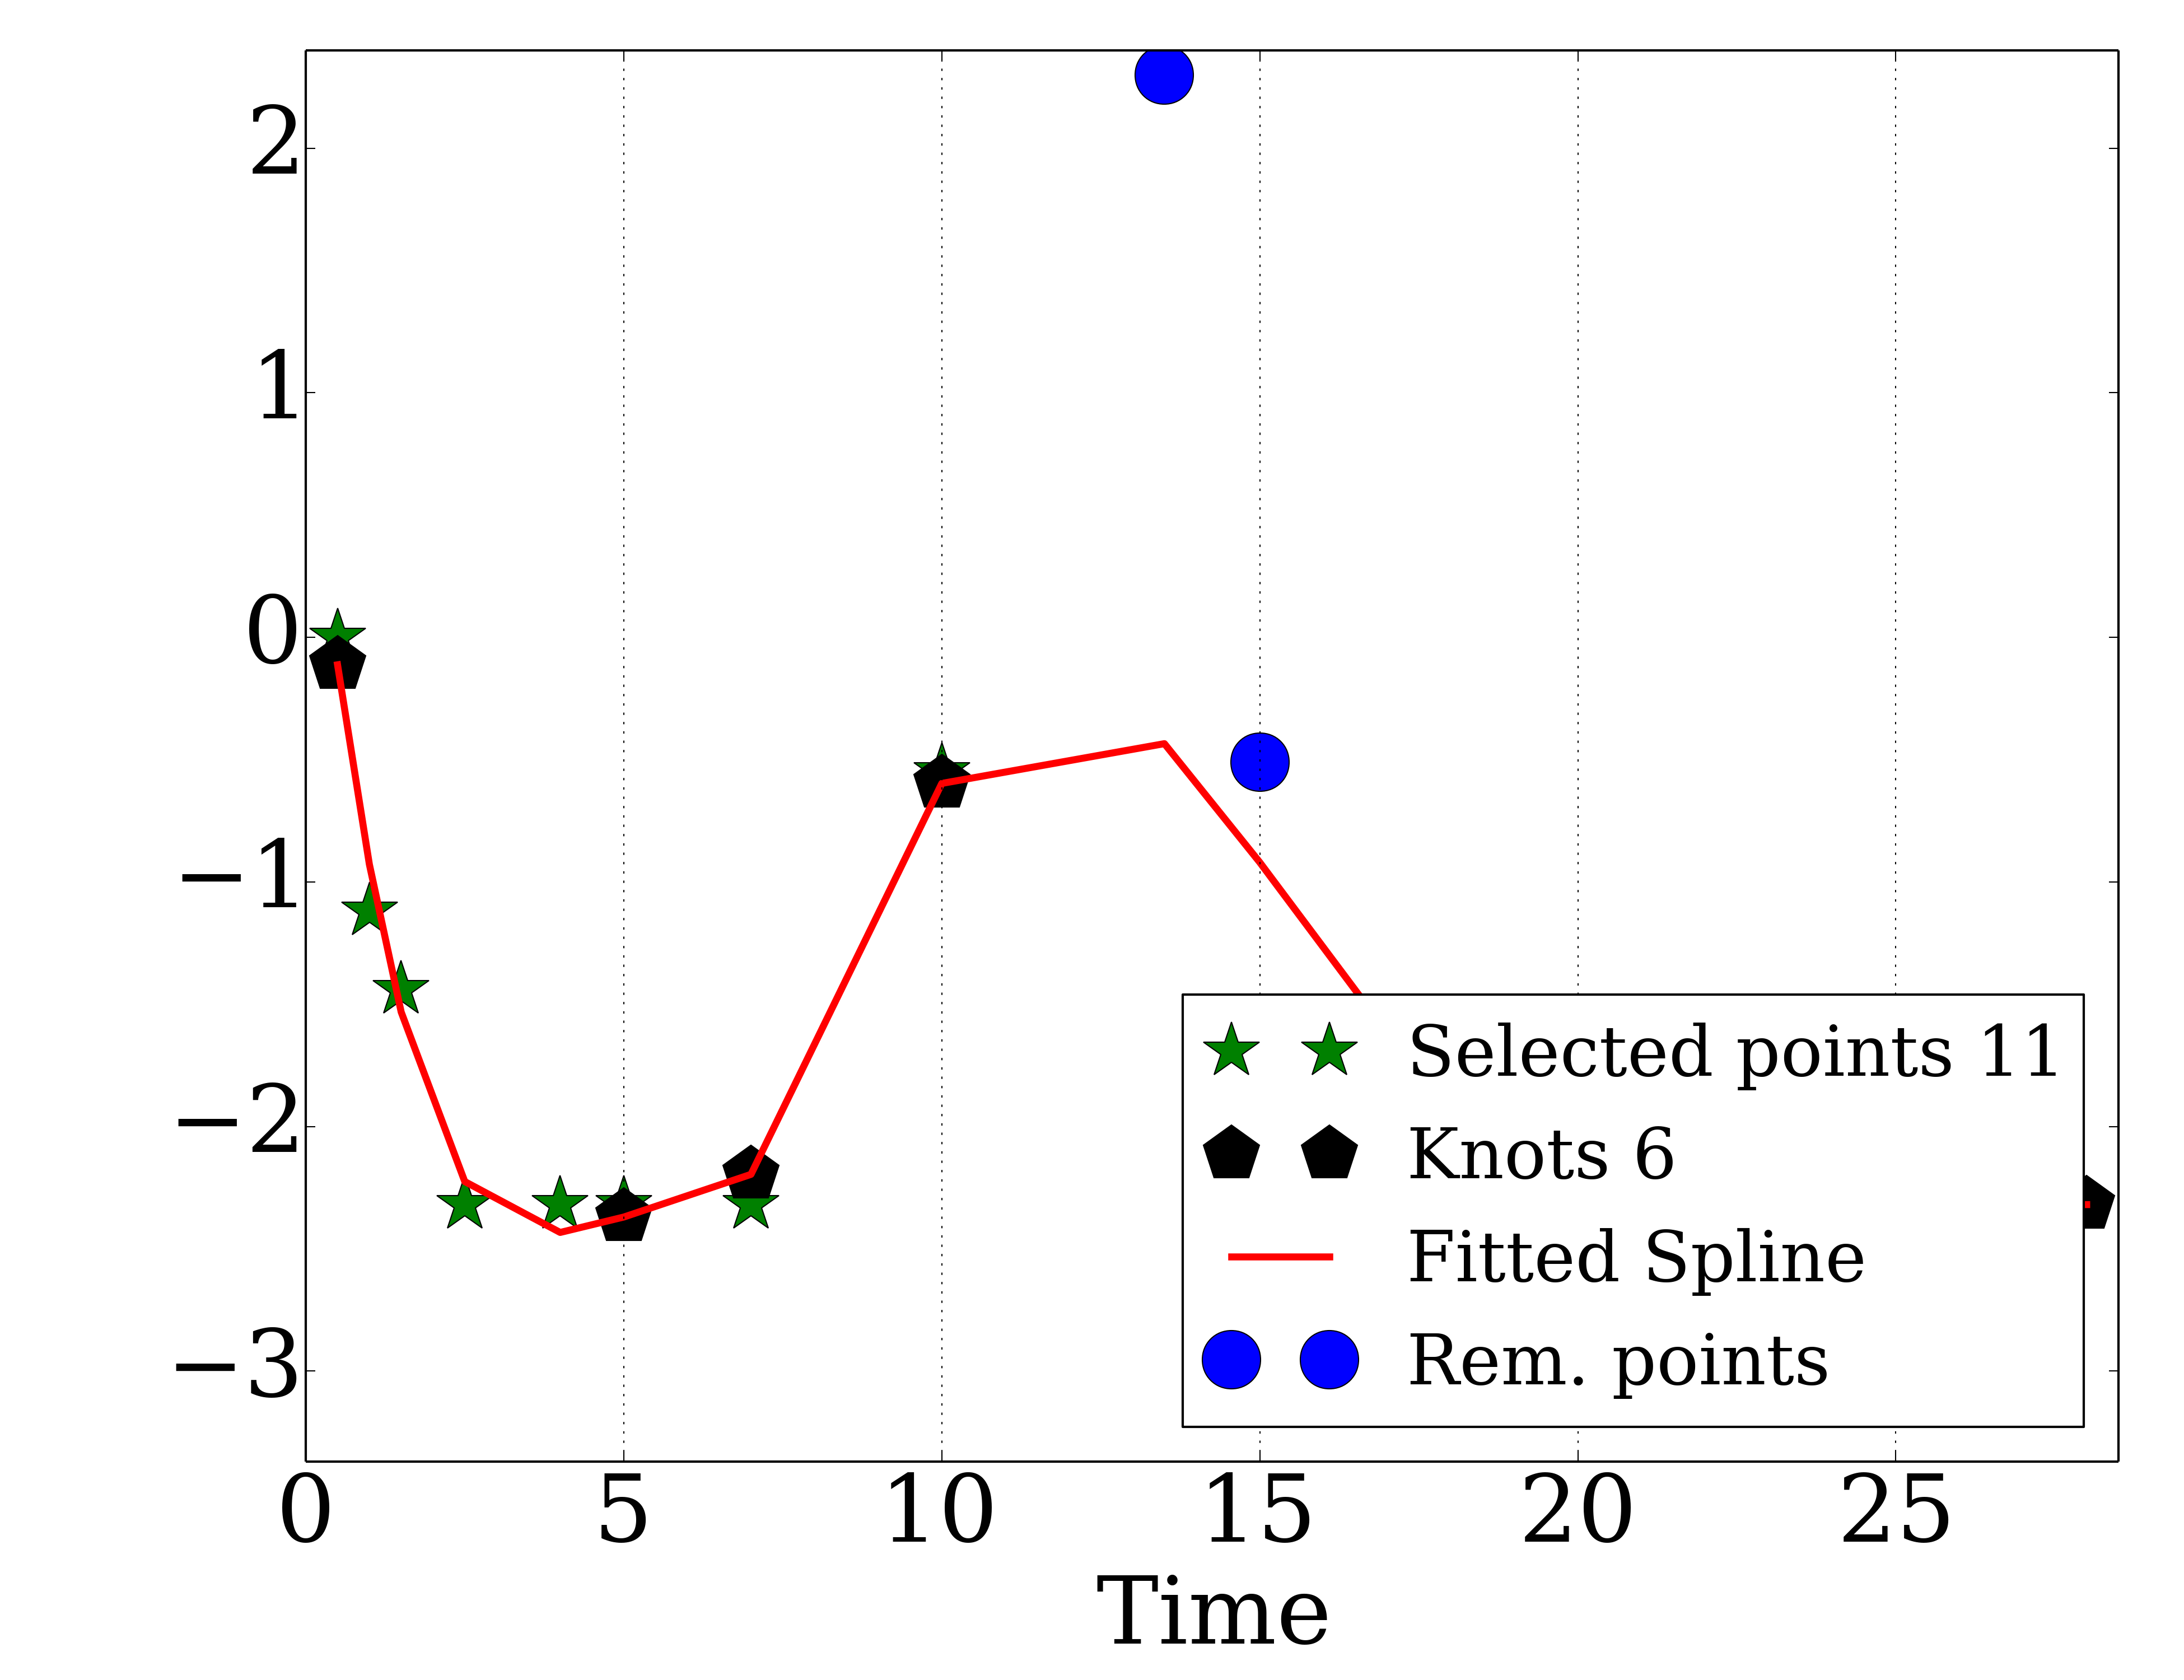 2
1
0
−1
−2
−3
0 5 10 15 20 25
Time
Selected points 11
Knots 6
Fitted Spline
Rem. points